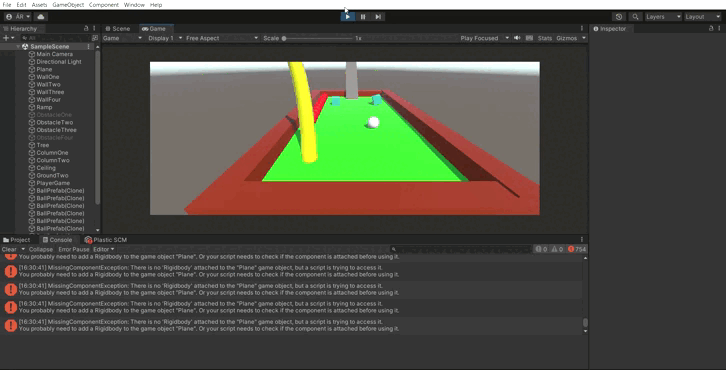 File Edit Assets GameObject Component Window Help
AR
Layers Layout
Hierarchy
Scene Game
Inspector
All
Game Display 1 Free Aspect Scale 1x Play Focused Stats Gizmos
SampleScene
Main Camera
Directional Light
Plane
WallOne
WallTwo
WallThree
WallFour
Ramp
ObstacleOne
ObstacleTwo
ObstacleThree
ObstacleFour
Tree
ColumnOne
ColumnTwo
Ceiling
GroundTwo
PlayerGame
BallPrefab(Clone)
BallPrefab(Clone)
BallPrefab(Clone)
BallPrefab(Clone)
BallPrefab(Clone)
BallPrefab(Clone)
Project Console Plastic SCM
Clear Collapse Error Pause Editor 0 0 754
You probably need to add a Rigidbody to the game object "Plane". Or your script needs to check if the component is attached before using it.
[16:30:41] MissingComponentException: There is no 'Rigidbody' attached to the "Plane" game object, but a script is trying to access it.
You probably need to add a Rigidbody to the game object "Plane". Or your script needs to check if the component is attached before using it.
[16:30:41] MissingComponentException: There is no 'Rigidbody' attached to the "Plane" game object, but a script is trying to access it.
You probably need to add a Rigidbody to the game object "Plane". Or your script needs to check if the component is attached before using it.
[16:30:41] MissingComponentException: There is no 'Rigidbody' attached to the "Plane" game object, but a script is trying to access it.
You probably need to add a Rigidbody to the game object "Plane". Or your script needs to check if the component is attached before using it.
[16:30:41] MissingComponentException: There is no 'Rigidbody' attached to the "Plane" game object, but a script is trying to access it.
You probably need to add a Rigidbody to the game object "Plane". Or your script needs to check if the component is attached before using it.